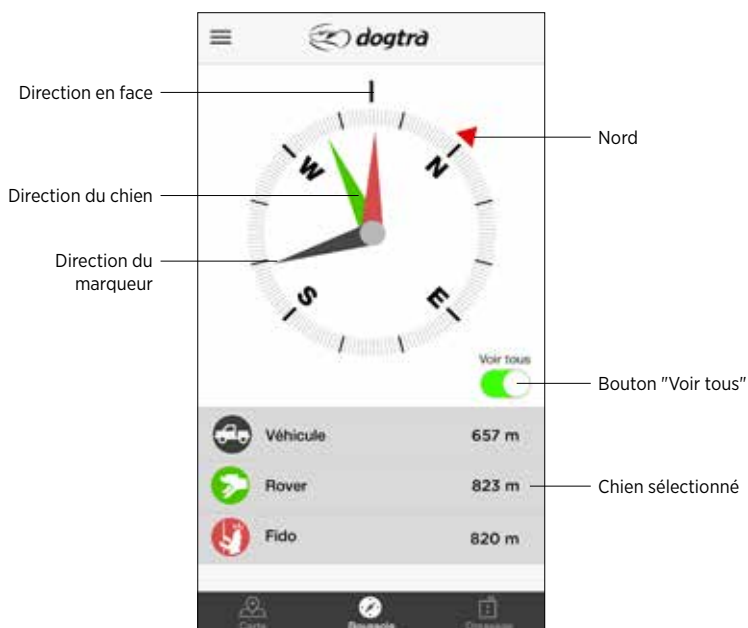 dogtra
Direction en face
Nord
N
W
Direction du chien
Direction du
marqueur
S
E
Voir tous
Bouton "Voir tous"
Véhicule 657 m
Rover 823 m
Chien sélectionné
Fido 820 m
Carte
Boussole